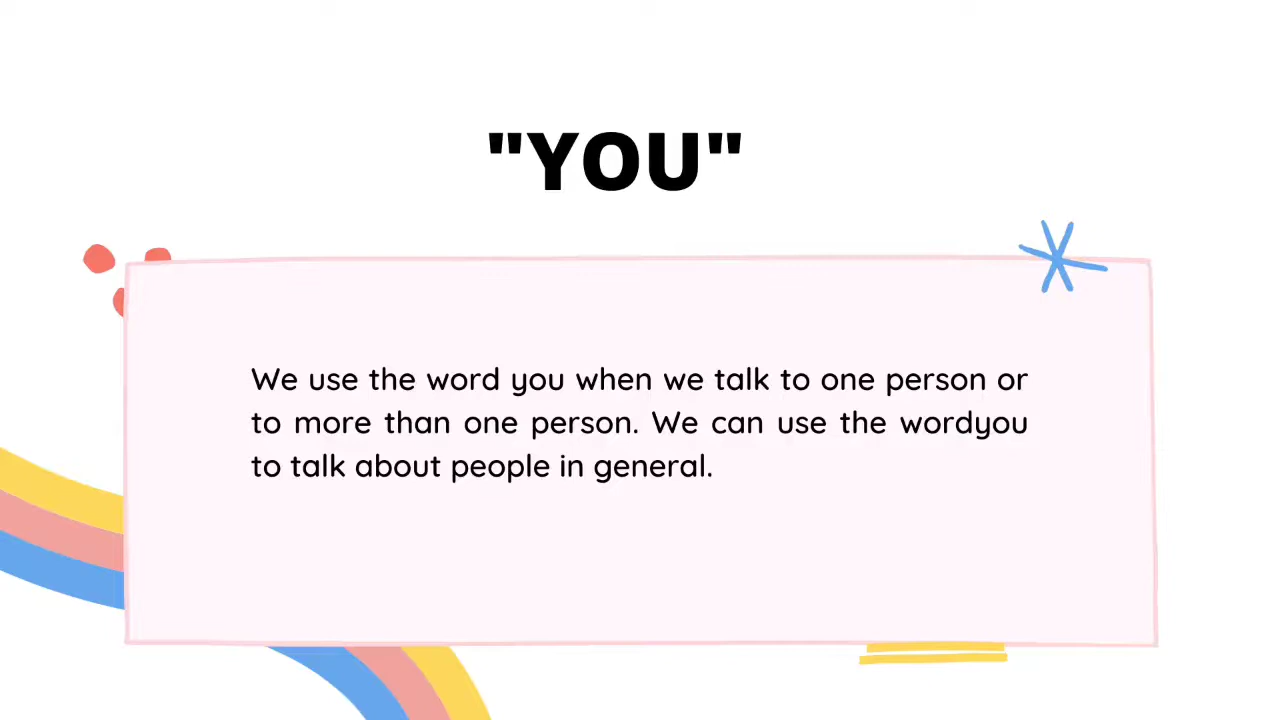 "YOU"
We use the word you when we talk to one person or
to more than one person. We can use the wordyou
to talk about people in general.